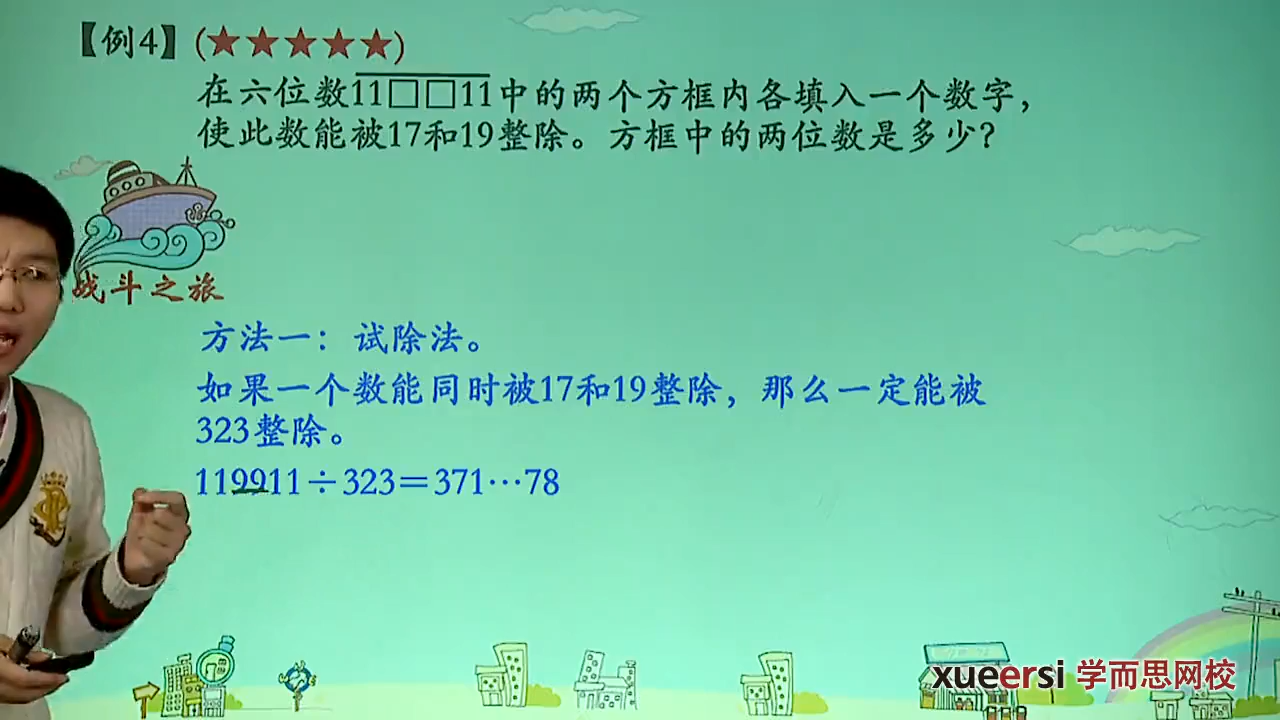 【例4】(★★★★★)
在六位数11□□11中的两个方框内各填入一个数字，
使此数能被17和19整除。方框中的两位数是多少？
战斗之旅
方法一：试除法。
如果一个数能同时被17和19整除，那么一定能被
323整除。
119911÷323＝371···78
xueersi 学而思网校